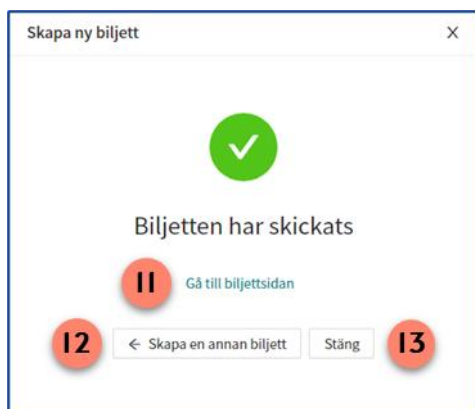 Skapa ny biljett X
Biljetten har skickats
11 Gå till biljettsidan
12 ← Skapa en annan biljett Stäng 13